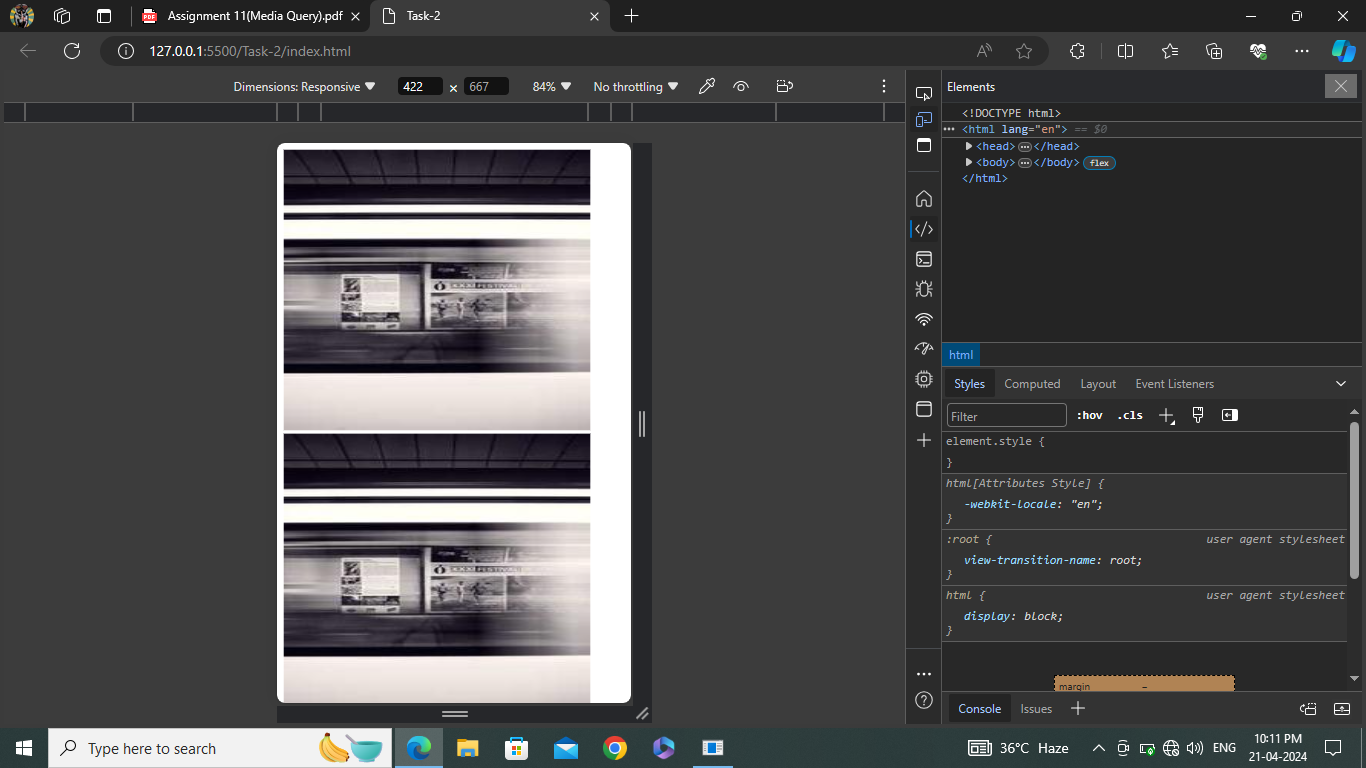 Assignment 11(Media Query).pdf
Task-2
127.0.0.1:5500/Task-2/index.html
Dimensions: Responsive 422 × 667 84% No throttling
Elements
<!DOCTYPE html>
<html lang="en"> == $0
<head> </head>
<body> </body> flex
</html>
XXXI FESTIVAL
XXXI FESTIVAL
html
Styles Computed Layout Event Listeners
Filter :hov .cls
element.style {
}
html[Attributes Style] {
-webkit-locale: "en";
}
:root { user agent stylesheet
view-transition-name: root;
}
html { user agent stylesheet
display: block;
}
margin –
Console Issues
Type here to search
36°C Haze
ENG
10:11 PM
21-04-2024